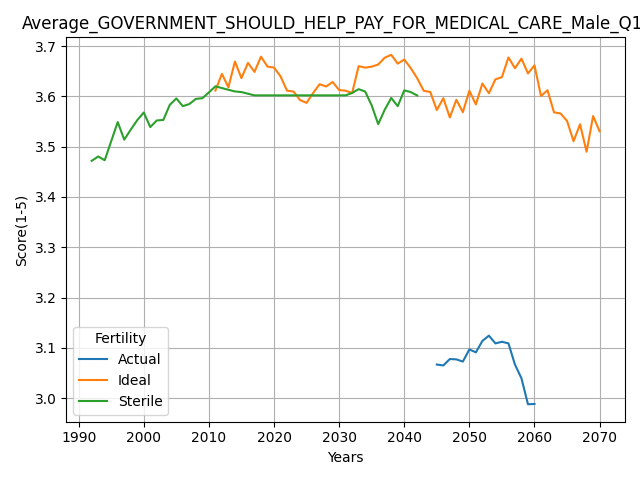 Average_GOVERNMENT_SHOULD_HELP_PAY_FOR_MEDICAL_CARE_Male_Q1
3.7
3.6
3.5
3.4
3.3
3.2
3.1
3.0
Score(1-5)
Fertility
Actual
Ideal
Sterile
1990 2000 2010 2020 2030 2040 2050 2060 2070
Years